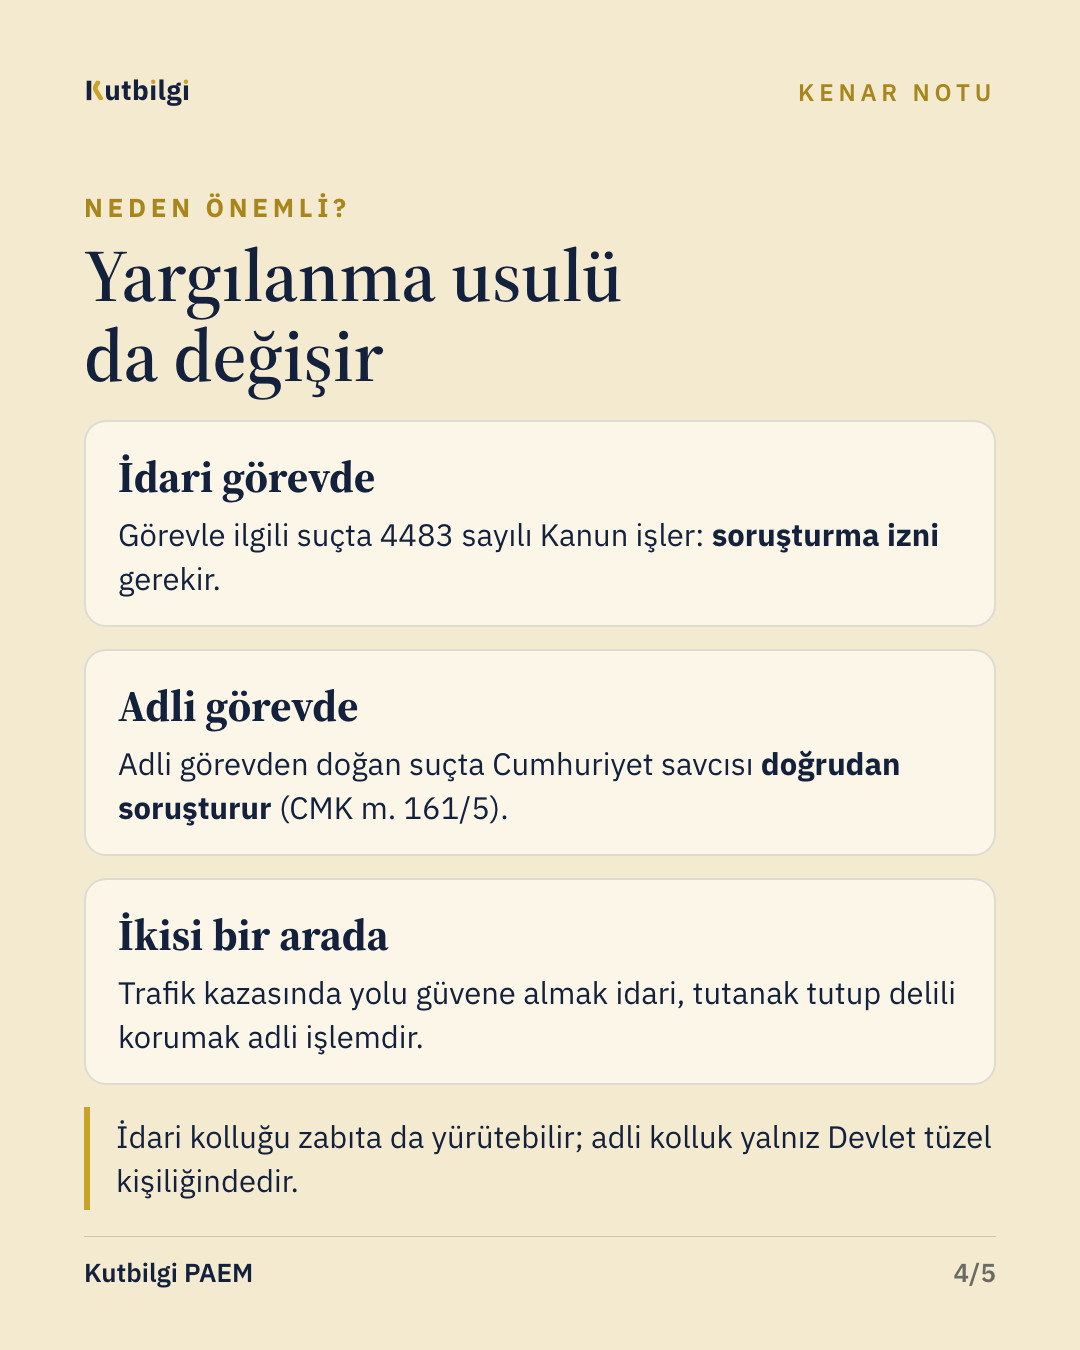 Kutbilgi
KENAR NOTU
NEDEN ÖNEMLİ?
Yargılanma usulü
da değişir
İdari görevde
Görevle ilgili suçta 4483 sayılı Kanun işler: soruşturma izni
gerekir.
Adli görevde
Adli görevden doğan suçta Cumhuriyet savcısı doğrudan
soruşturur (CMK m. 161/5).
İkisi bir arada
Trafik kazasında yolu güvene almak idari, tutanak tutup delili
korumak adli işlemdir.
İdari kolluğu zabıta da yürütebilir; adli kolluk yalnız Devlet tüzel
kişiliğindedir.
Kutbilgi PAEM
4/5